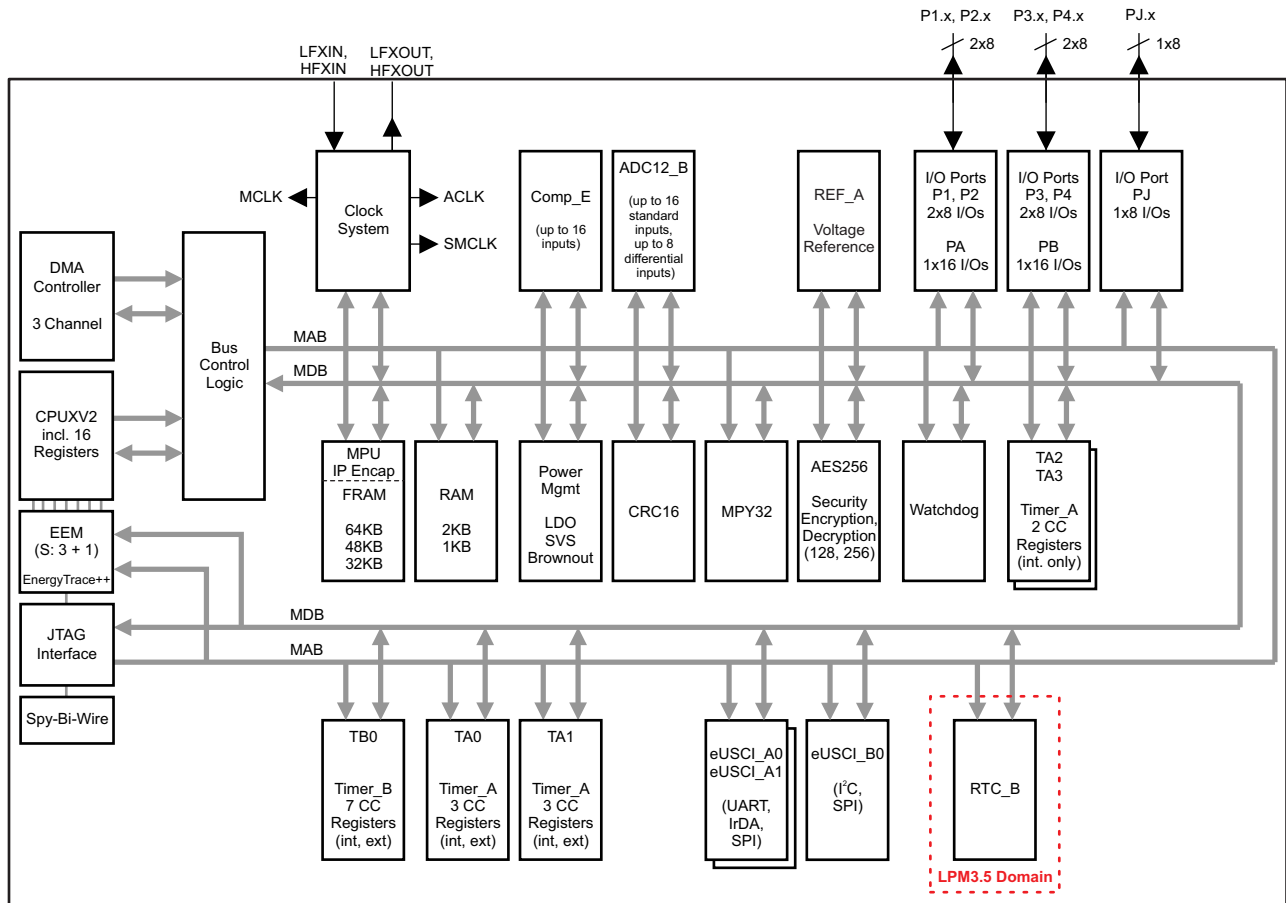 P1.x, P2.x
P3.x, P4.x
PJ.x
2x8
2x8
1x8
LFXIN,
HFXIN
LFXOUT,
HFXOUT
MCLK
Clock
System
ACLK
SMCLK
Comp_E
(up to 16
inputs)
ADC12_B
(up to 16
standard
inputs,
up to 8
differential
inputs)
REF_A
Voltage
Reference
I/O Ports
P1, P2
2x8 I/Os
PA
1x16 I/Os
I/O Ports
P3, P4
2x8 I/Os
PB
1x16 I/Os
I/O Port
PJ
1x8 I/Os
DMA
Controller
3 Channel
Bus
Control
Logic
MAB
MDB
CPUXV2
incl. 16
Registers
MPU
IP Encap
FRAM
64KB
48KB
32KB
RAM
2KB
1KB
Power
Mgmt
LDO
SVS
Brownout
CRC16
MPY32
AES256
Security
Encryption,
Decryption
(128, 256)
Watchdog
TA2
TA3
Timer_A
2 CC
Registers
(int. only)
EEM
(S: 3 + 1)
EnergyTrace++
MDB
JTAG
Interface
MAB
Spy-Bi-Wire
TB0
Timer_B
7 CC
Registers
(int, ext)
TA0
Timer_A
3 CC
Registers
(int, ext)
TA1
Timer_A
3 CC
Registers
(int, ext)
eUSCI_A0
eUSCI_A1
(UART,
IrDA,
SPI)
eUSCI_B0
(I²C,
SPI)
RTC_B
LPM3.5 Domain